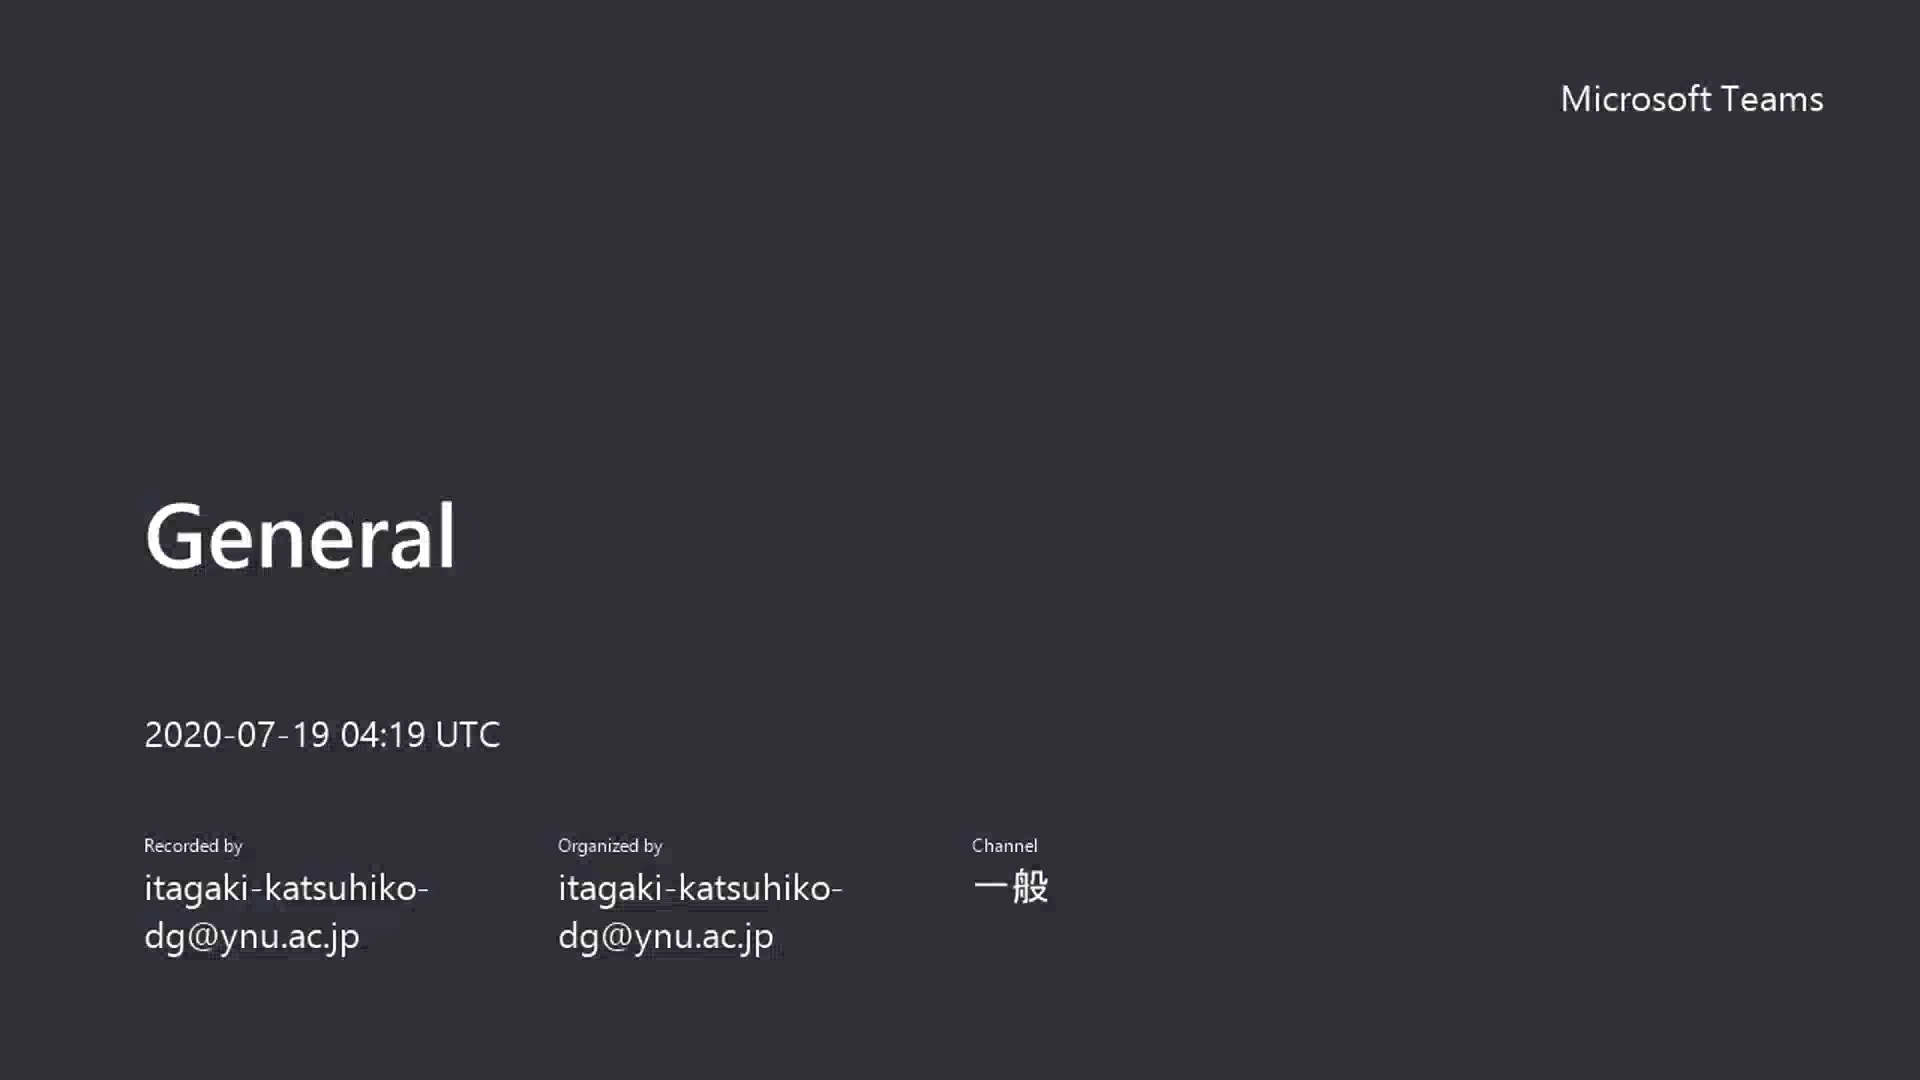 Microsoft Teams
General
2020-07-19 04:19 UTC
Recorded by
itagaki-katsuhiko-
dg@ynu.ac.jp
Organized by
itagaki-katsuhiko-
dg@ynu.ac.jp
Channel
一般